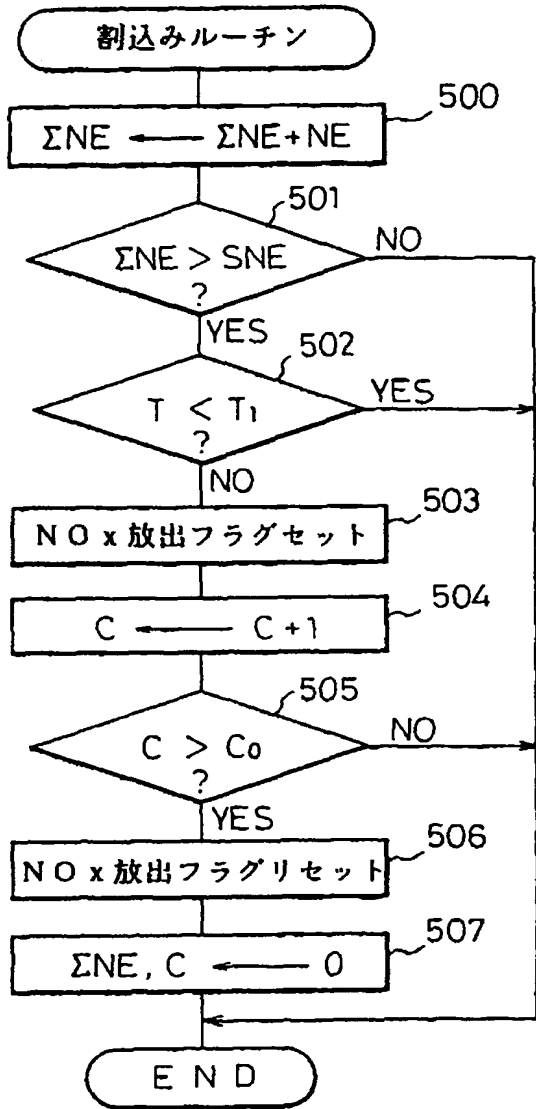 割込みルーチン
500
ΣNE ← ΣNE+NE
501
ΣNE > SNE
?
NO
YES
502
T < T₁
?
YES
NO
503
NOx放出フラグセット
504
C ← C+1
505
C > C₀
?
NO
YES
506
NOx放出フラグリセット
507
ΣNE, C ← 0
END